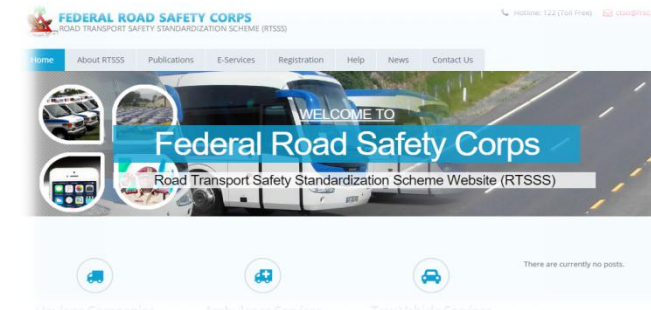 FEDERAL ROAD SAFETY CORPS
ROAD TRANSPORT SAFETY STANDARDIZATION SCHEME (RTSSS)
Hotline: 122 (Toll Free)
Home About RTSSS Publications E-Services Registration Help News Contact Us
WELCOME TO
Federal Road Safety Corps
Road Transport Safety Standardization Scheme Website (RTSSS)
There are currently no posts.